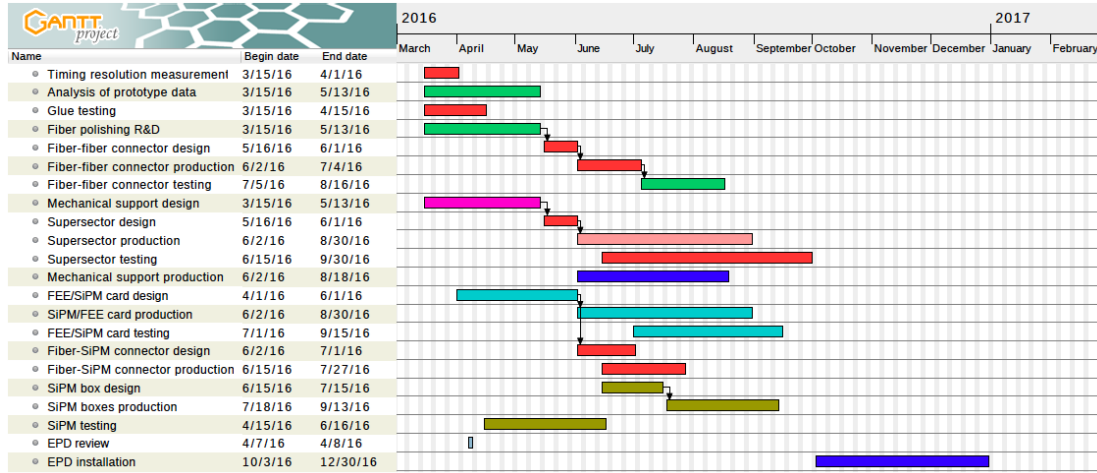 GANTT
project
2016
2017
March April May June July August September October November December January February
Name Begin date End date
Timing resolution measurement 3/15/16 4/1/16
Analysis of prototype data 3/15/16 5/13/16
Glue testing 3/15/16 4/15/16
Fiber polishing R&D 3/15/16 5/13/16
Fiber-fiber connector design 5/16/16 6/1/16
Fiber-fiber connector production 6/2/16 7/4/16
Fiber-fiber connector testing 7/5/16 8/16/16
Mechanical support design 3/15/16 5/13/16
Supersector design 5/16/16 6/1/16
Supersector production 6/2/16 8/30/16
Supersector testing 6/15/16 9/30/16
Mechanical support production 6/2/16 8/18/16
FEE/SiPM card design 4/1/16 6/1/16
SiPM/FEE card production 6/2/16 8/30/16
FEE/SiPM card testing 7/1/16 9/15/16
Fiber-SiPM connector design 6/2/16 7/1/16
Fiber-SiPM connector production 6/15/16 7/27/16
SiPM box design 6/15/16 7/15/16
SiPM boxes production 7/18/16 9/13/16
SiPM testing 4/15/16 6/16/16
EPD review 4/7/16 4/8/16
EPD installation 10/3/16 12/30/16